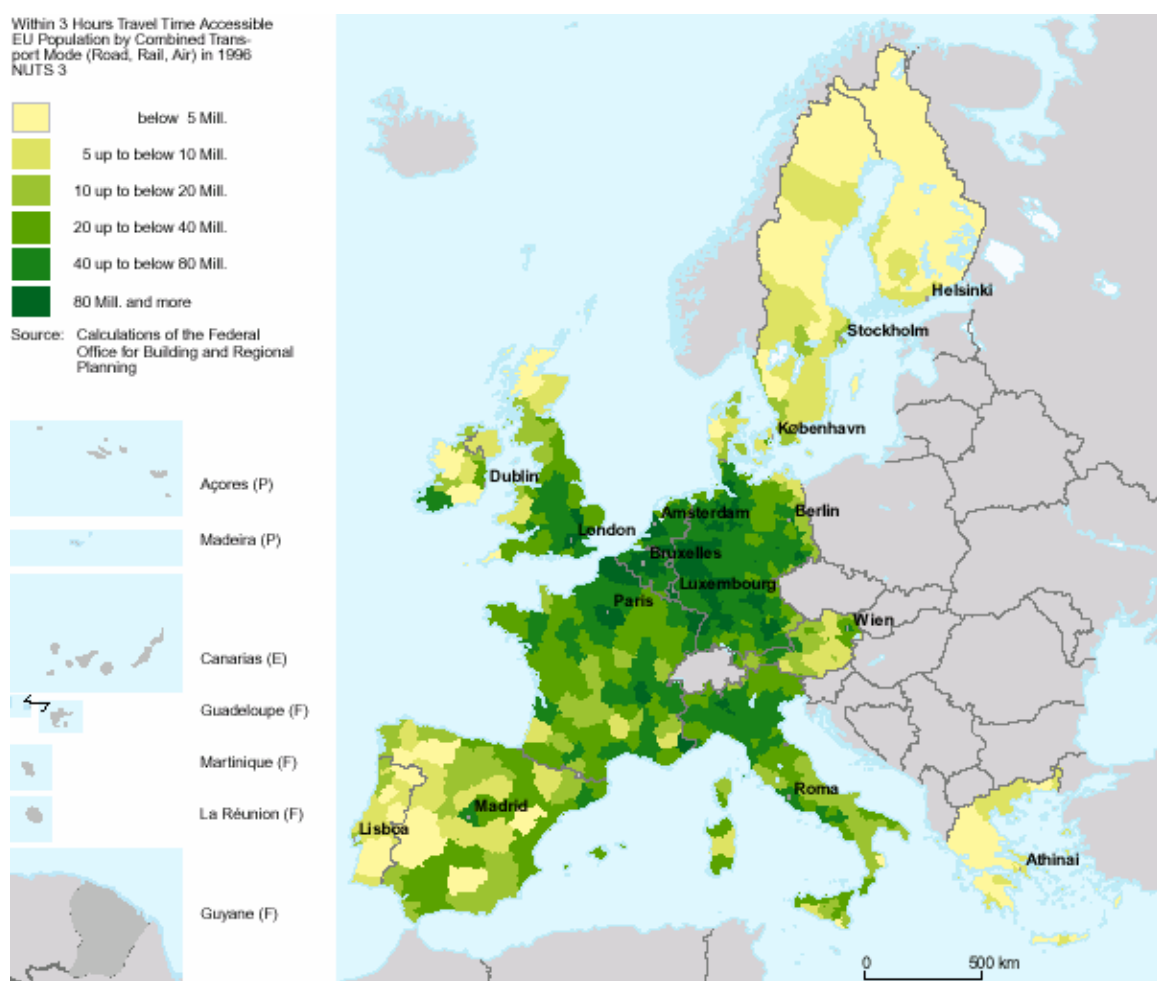 Within 3 Hours Travel Time Accessible
EU Population by Combined Trans-
port Mode (Road, Rail, Air) in 1996
NUTS 3
below 5 Mill.
5 up to below 10 Mill.
10 up to below 20 Mill.
20 up to below 40 Mill.
40 up to below 80 Mill.
80 Mill. and more
Source: Calculations of the Federal
Office for Building and Regional
Planning
Açores (P)
Madeira (P)
Canarias (E)
Guadeloupe (F)
Martinique (F)
La Réunion (F)
Guyane (F)
Helsinki
Stockholm
København
Dublin
Amsterdam
Berlin
London
Bruxelles
Luxembourg
Paris
Wien
Madrid
Roma
Lisboa
Athinai
0 500 km